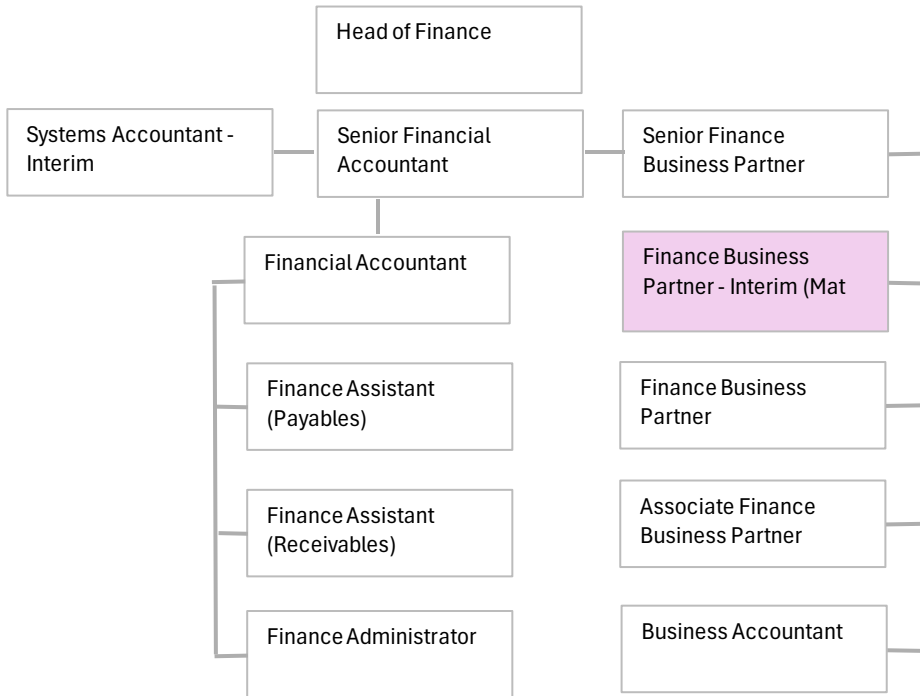 Head of Finance
Systems Accountant -
Interim
Senior Financial
Accountant
Senior Finance
Business Partner
Financial Accountant
Finance Business
Partner - Interim (Mat
Finance Assistant
(Payables)
Finance Business
Partner
Finance Assistant
(Receivables)
Associate Finance
Business Partner
Finance Administrator
Business Accountant